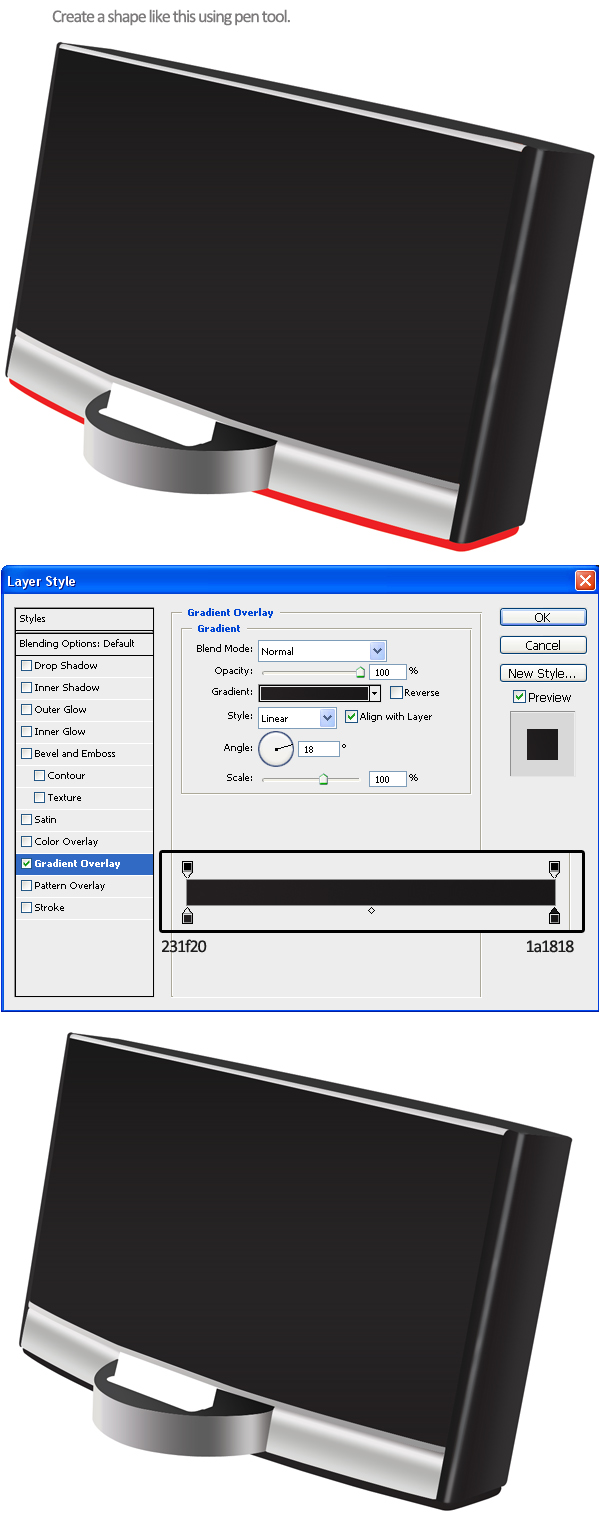 Create a shape like this using pen tool.
Layer Style
Styles
Blending Options: Default
Drop Shadow
Inner Shadow
Outer Glow
Inner Glow
Bevel and Emboss
Contour
Texture
Satin
Color Overlay
Gradient Overlay
Pattern Overlay
Stroke
Gradient Overlay
Gradient
Blend Mode: Normal
Opacity: 100 %
Gradient: Reverse
Style: Linear Align with Layer
Angle: 18 °
Scale: 100 %
OK
Cancel
New Style...
Preview
231f20 1a1818